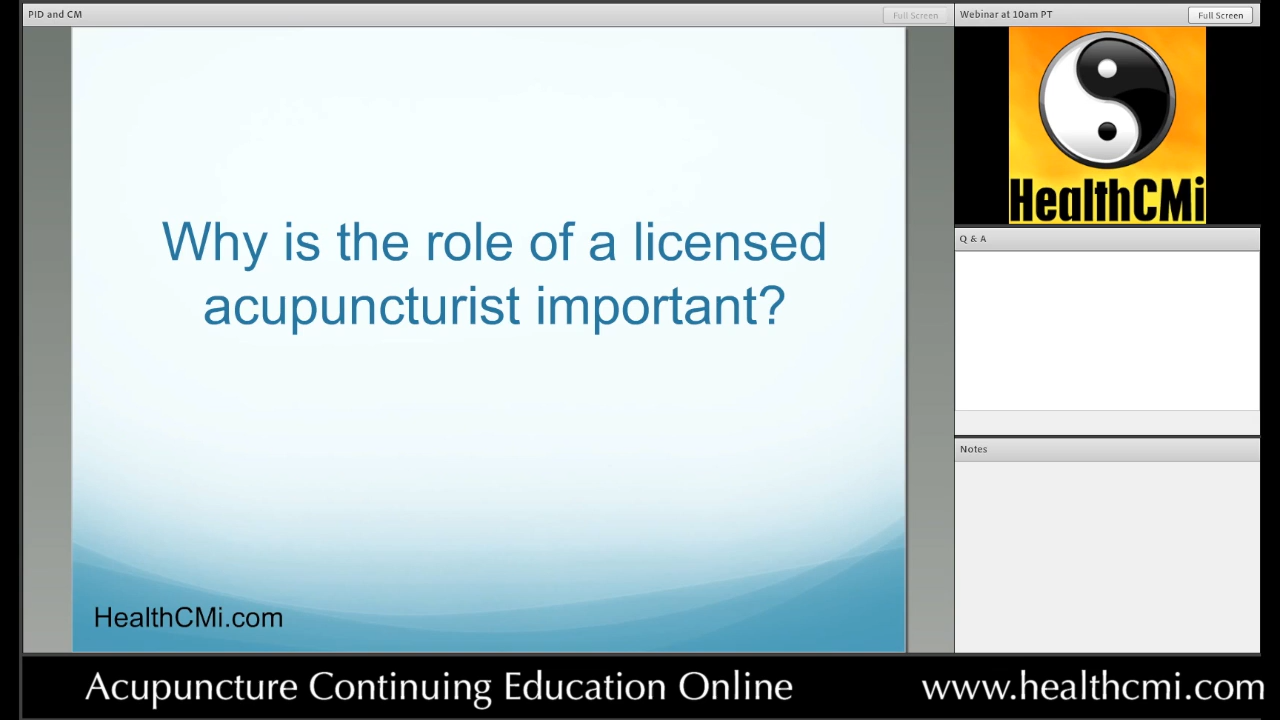 PID and CM
Full Screen
Webinar at 10am PT
Full Screen
HealthCMi
Q & A
Notes
Why is the role of a licensed
acupuncturist important?
HealthCMi.com
Acupuncture Continuing Education Online
www.healthcmi.com